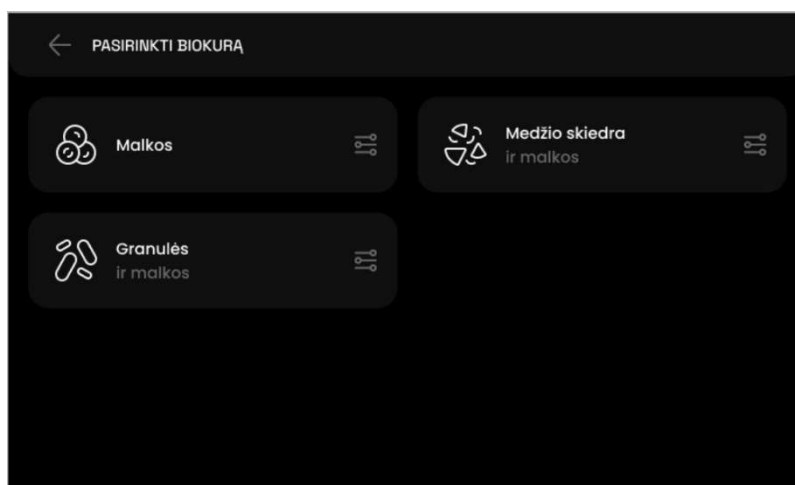 PASIRINKTI BIOKURĄ
Malkos
Medžio skiedra
ir malkos
Granulės
ir malkos